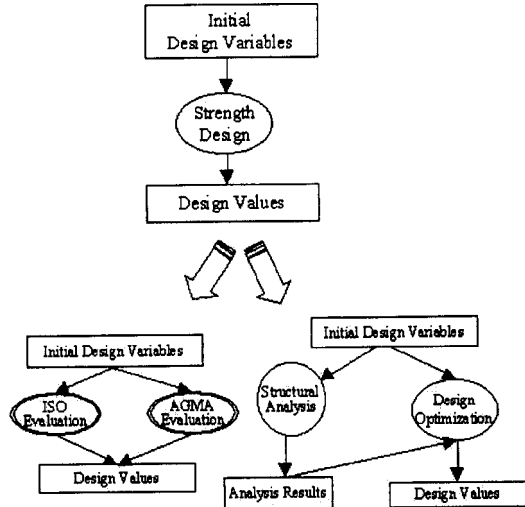 Initial
Design Variables
Strength
Design
Design Values
Initial Design Variables
ISO
Evaluation
AGMA
Evaluation
Design Values
Initial Design Variables
Structural
Analysis
Design
Optimization
Analysis Results
Design Values